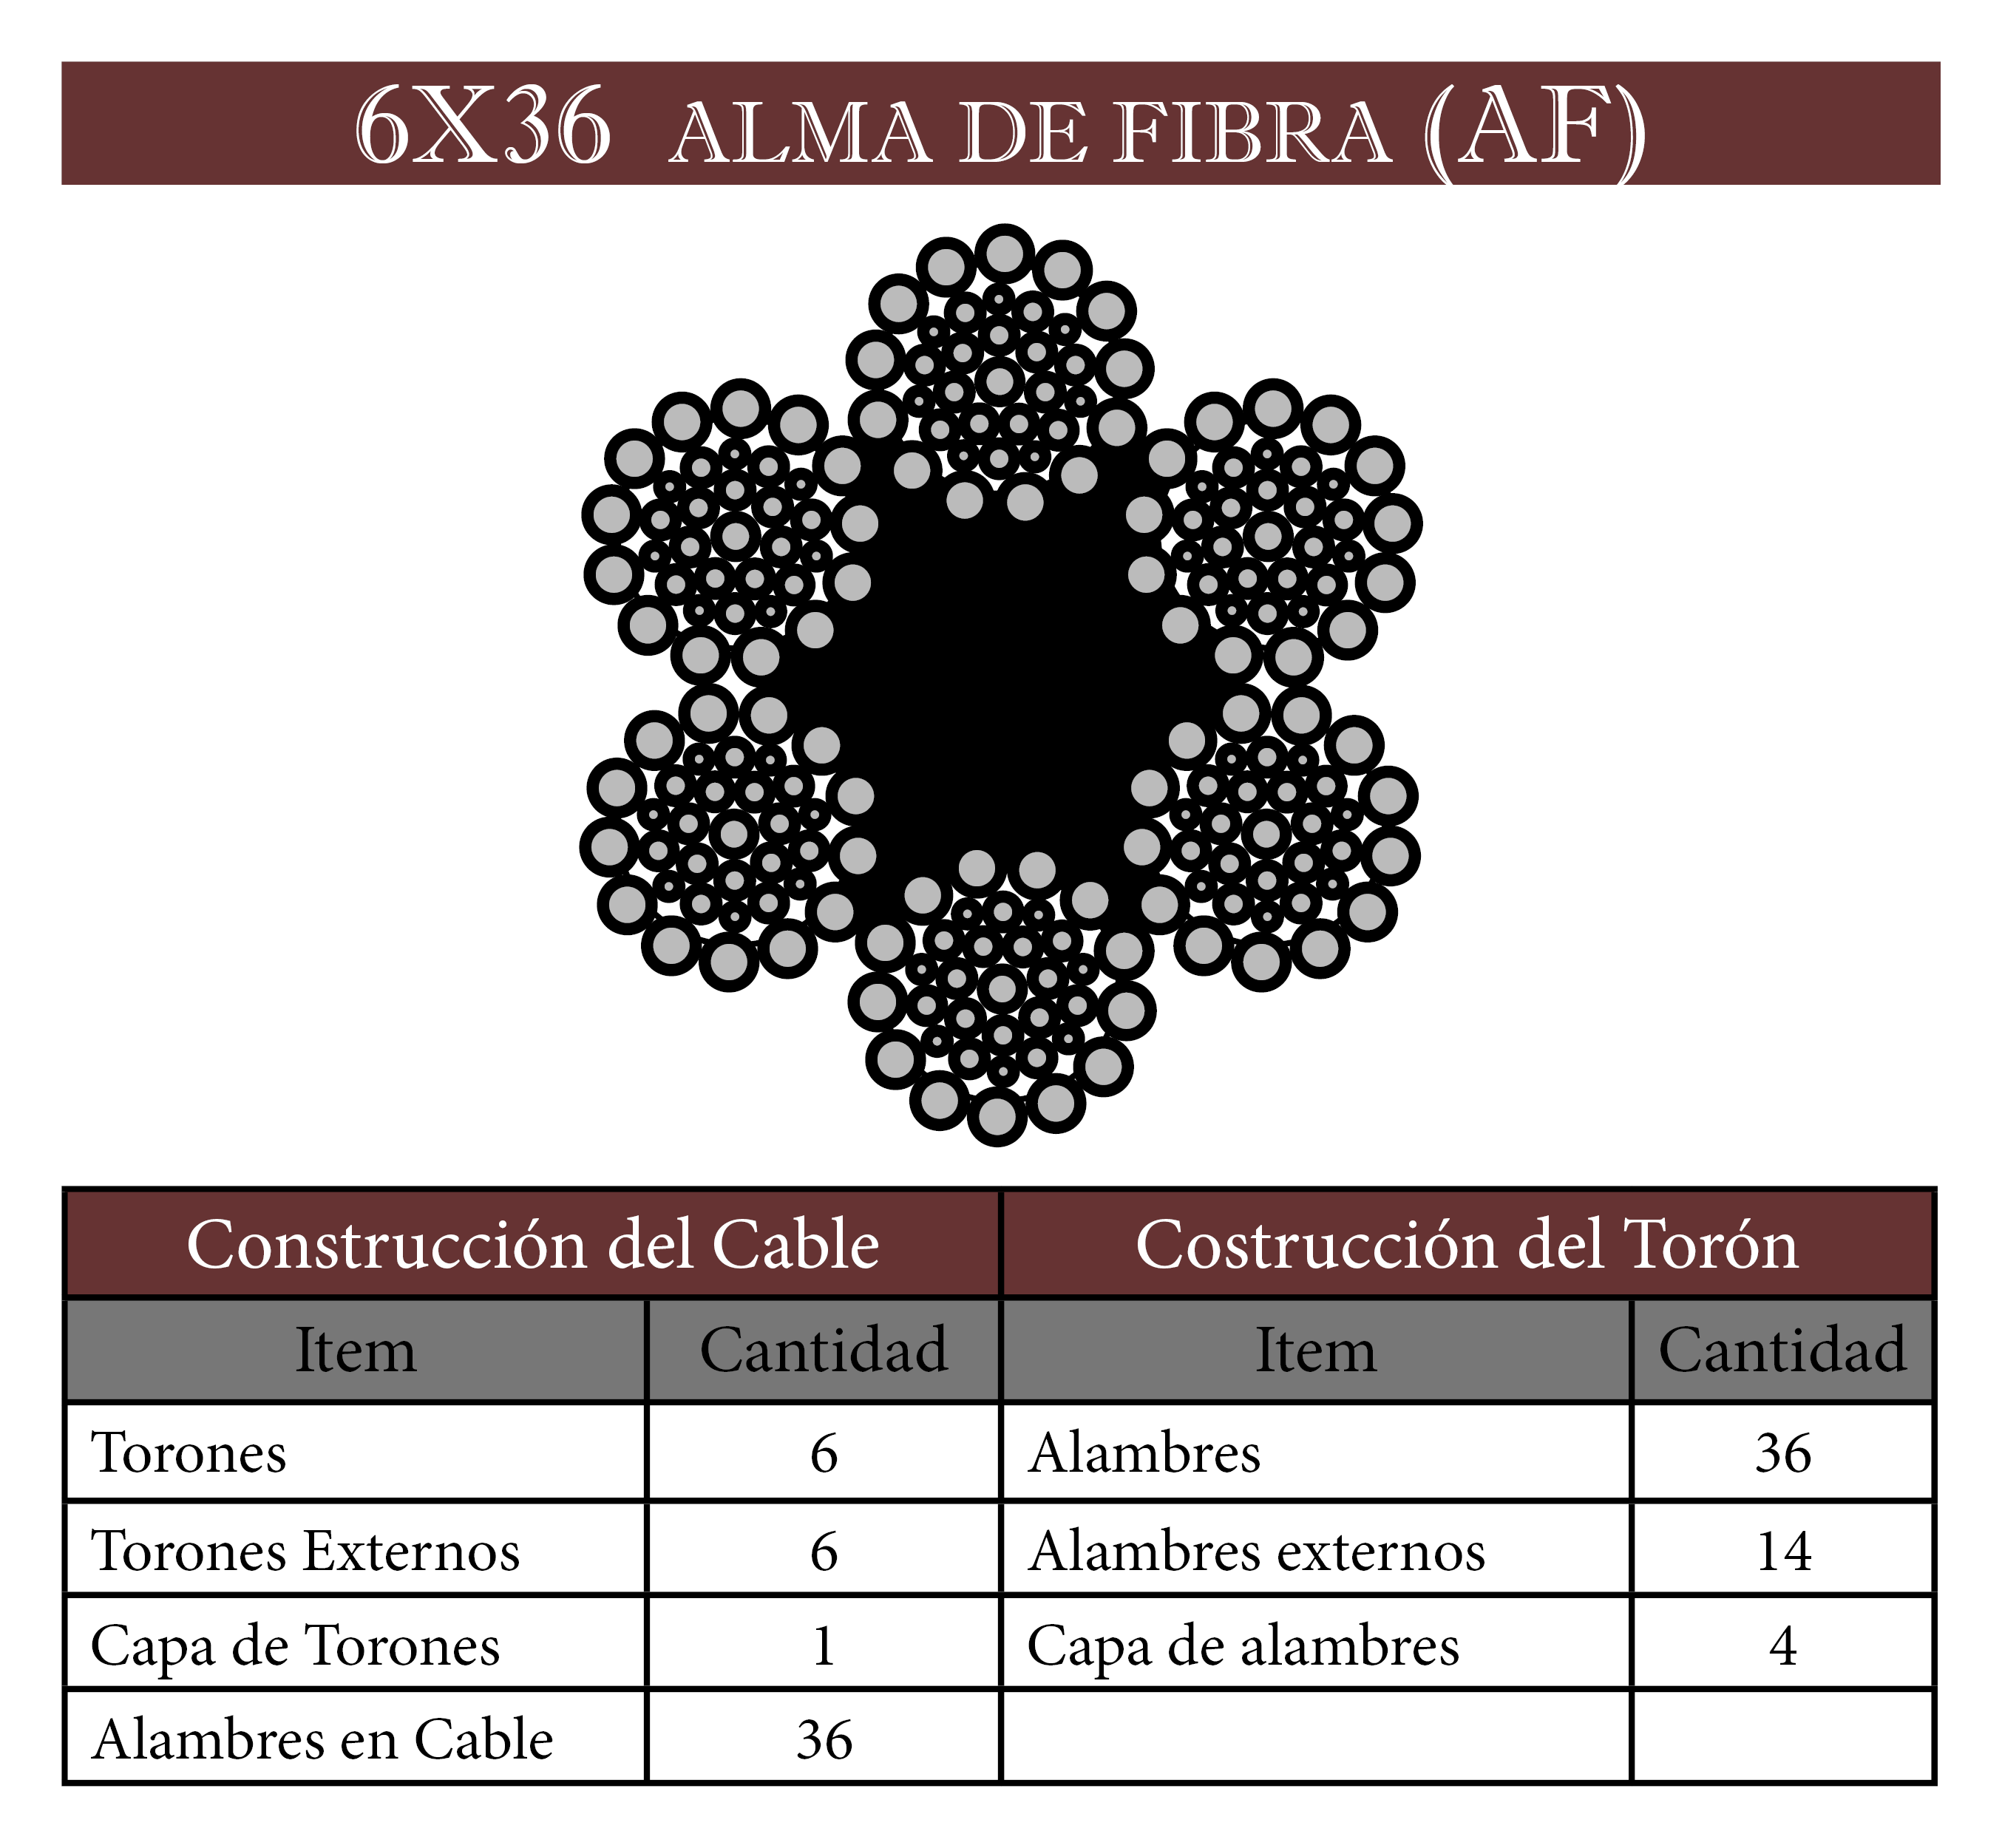 6X36 ALMA DE FIBRA (AF)
Construcción del Cable Costrucción del Torón
Item Cantidad Item Cantidad
Torones 6 Alambres 36
Torones Externos 6 Alambres externos 14
Capa de Torones 1 Capa de alambres 4
Alambres en Cable 36